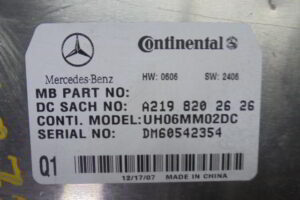 Continental
Mercedes-Benz HW: 0606 SW: 2406
MB PART NO:
DC SACH NO: A219 820 26 26
CONTI. MODEL:UH06MM02DC
SERIAL NO: DM60542354
Q1
12/17/07 MADE IN CHINA